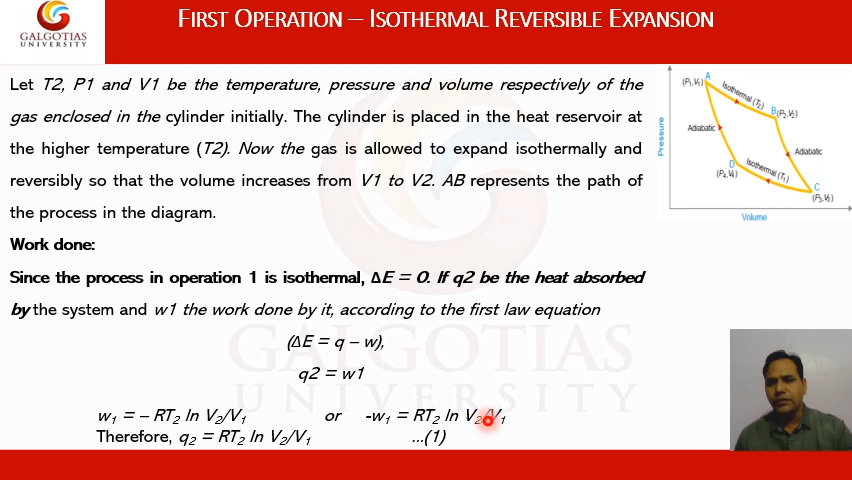 GALGOTIAS
UNIVERSITY
FIRST OPERATION – ISOTHERMAL REVERSIBLE EXPANSION
Let T2, P1 and V1 be the temperature, pressure and volume respectively of the
gas enclosed in the cylinder initially. The cylinder is placed in the heat reservoir at
the higher temperature (T2). Now the gas is allowed to expand isothermally and
reversibly so that the volume increases from V1 to V2. AB represents the path of
the process in the diagram.
Work done:
Since the process in operation 1 is isothermal, ΔE = 0. If q2 be the heat absorbed
by the system and w1 the work done by it, according to the first law equation
(ΔE = q – w),
q2 = w1
w₁ = – RT₂ ln V₂/V₁ or -w₁ = RT₂ ln V₂/V₁
Therefore, q₂ = RT₂ ln V₂/V₁ ...(1)
GALGOTIAS
UNIVERSITY
A
(P₁,V₁)
Isothermal (T₂)
B
(P₂,V₂)
Adiabatic
Adiabatic
D
(P₄,V₄)
Isothermal (T₁)
C
(P₃,V₃)
Pressure
Volume